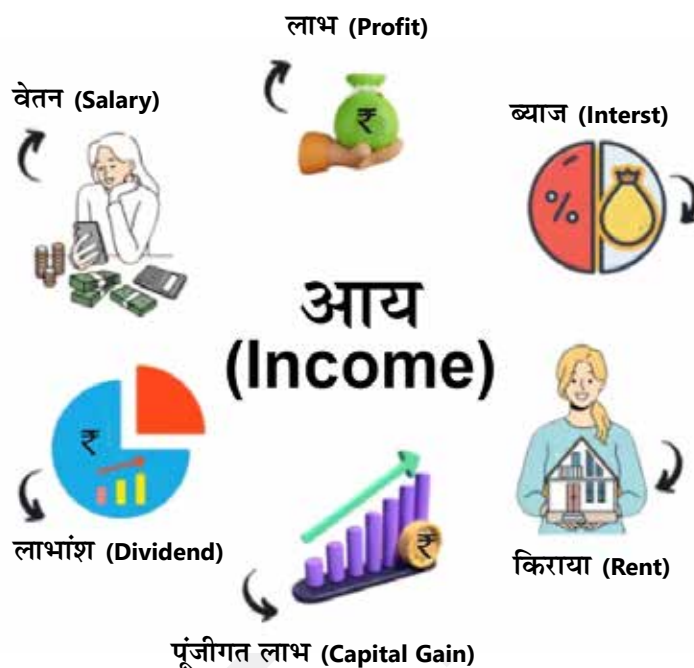 लाभ (Profit)
वेतन (Salary)
ब्याज (Interst)
₹
%
आय
(Income)
₹
₹
लाभांश (Dividend)
किराया (Rent)
पूंजीगत लाभ (Capital Gain)